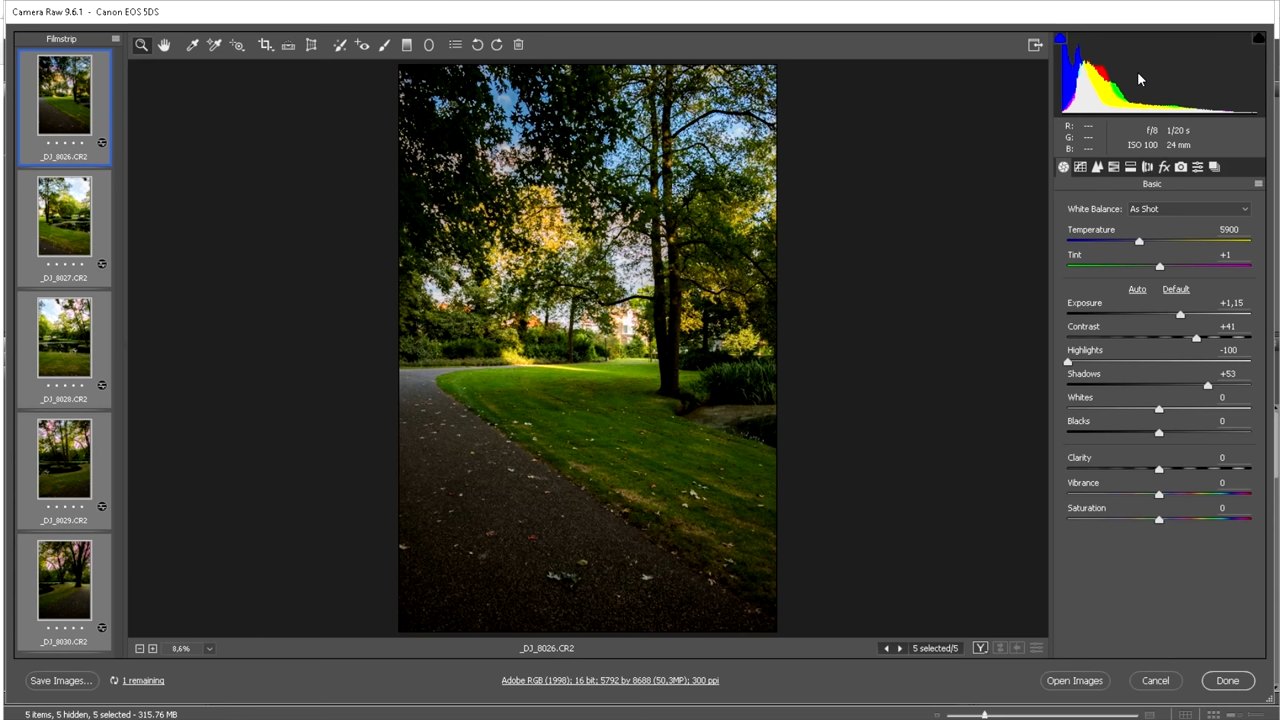 Camera Raw 9.6.1 - Canon EOS 5DS
Filmstrip
_DJ_8026.CR2
_DJ_8027.CR2
_DJ_8028.CR2
_DJ_8029.CR2
_DJ_8030.CR2
R: ---
G: ---
B: ---
f/8 1/20 s
ISO 100 24 mm
Basic
White Balance: As Shot
Temperature 5900
Tint +1
Auto Default
Exposure +1,15
Contrast +41
Highlights -100
Shadows +53
Whites 0
Blacks 0
Clarity 0
Vibrance 0
Saturation 0
8,6%
_DJ_8026.CR2
5 selected/5
Y
Save Images...
1 remaining
Adobe RGB (1998); 16 bit; 5792 by 8688 (50,3MP); 300 ppi
Open Images
Cancel
Done
5 items, 5 hidden, 5 selected - 315.76 MB